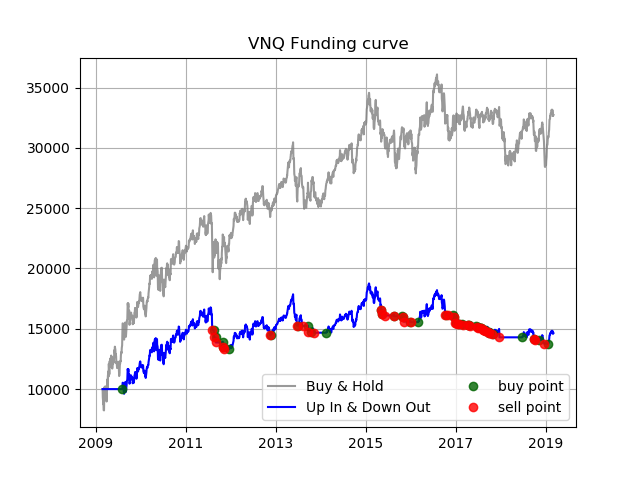 VNQ Funding curve
35000
30000
25000
20000
15000
10000
Buy & Hold
Up In & Down Out
buy point
sell point
2009
2011
2013
2015
2017
2019